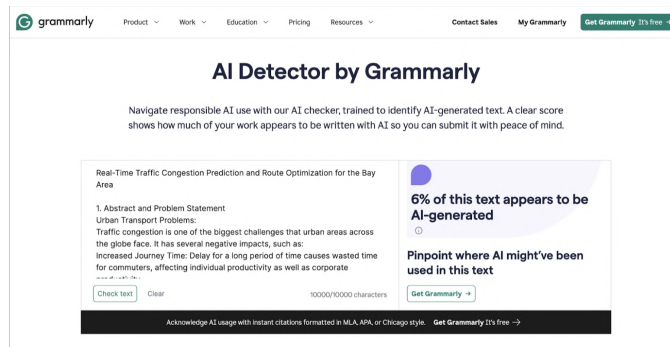 grammarly
Product Work Education Pricing Resources Contact Sales My Grammarly Get Grammarly It's free →
AI Detector by Grammarly
Navigate responsible AI use with our AI checker, trained to identify AI-generated text. A clear score
shows how much of your work appears to be written with AI so you can submit it with peace of mind.
Real-Time Traffic Congestion Prediction and Route Optimization for the Bay
Area
1. Abstract and Problem Statement
Urban Transport Problems:
Traffic congestion is one of the biggest challenges that urban areas across
the globe face. It has several negative impacts, such as:
Increased Journey Time: Delay for a long period of time causes wasted time
for commuters, affecting individual productivity as well as corporate
Check text Clear 10000/10000 characters
6% of this text appears to be
AI-generated
Pinpoint where AI might've been
used in this text
Get Grammarly →
Acknowledge AI usage with instant citations formatted in MLA, APA, or Chicago style. Get Grammarly It's free →